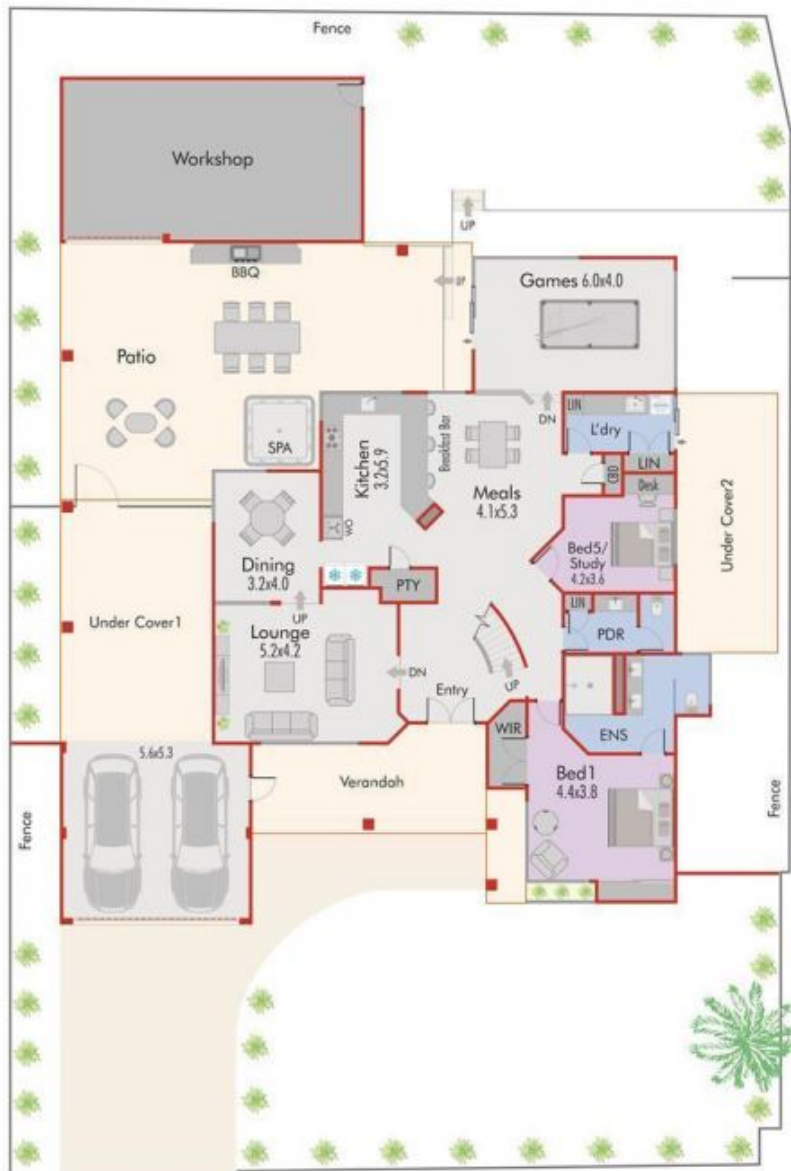 Fence
Workshop
UP
BBQ
UP
Games 6.0x4.0
Patio
DN
LIN
L'dry
SPA
Kitchen
3.2x5.9
Breakfast Bar
Meals
4.1x5.3
CBD
LIN
Desk
WO
Bed5/
Study
4.2x3.6
Under Cover2
Dining
3.2x4.0
PTY
UP
Under Cover1
Lounge
5.2x4.2
LIN
PDR
DN
UP
Entry
WIR
ENS
5.6x5.3
Verandah
Bed1
4.4x3.8
Fence
Fence